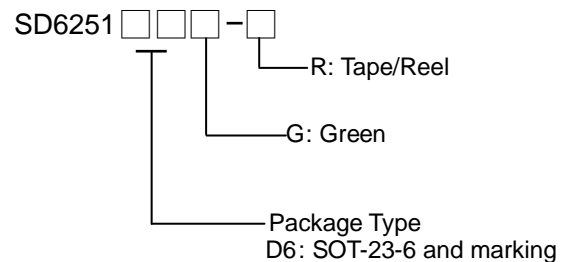 SD6251 □□□-□
R: Tape/Reel
G: Green
Package Type
D6: SOT-23-6 and marking